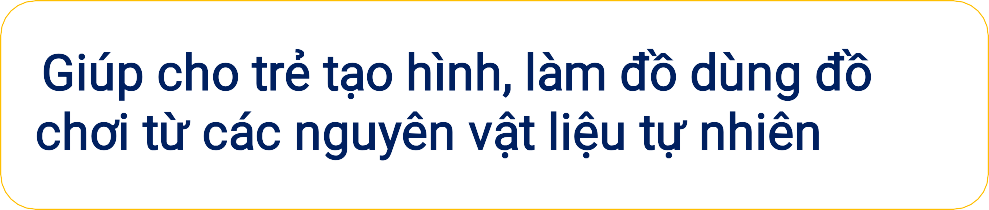 Giúp cho trẻ tạo hình, làm đồ dùng đồ
chơi từ các nguyên vật liệu tự nhiên